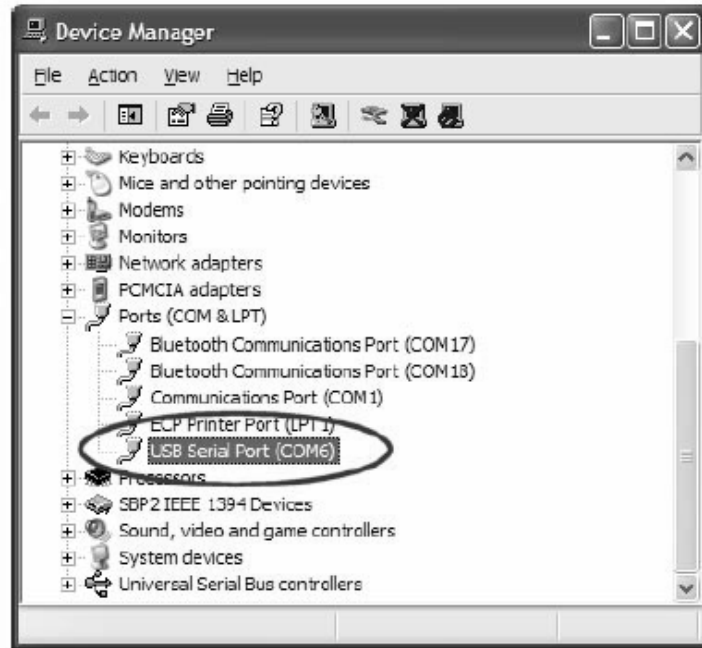 Device Manager
File Action View Help
Keyboards
Mice and other pointing devices
Modems
Monitors
Network adapters
PCMCIA adapters
Ports (COM & LPT)
Bluetooth Communications Port (COM17)
Bluetooth Communications Port (COM18)
Communications Port (COM1)
ECP Printer Port (LPT1)
USB Serial Port (COM6)
Processors
SBP2 IEEE 1394 Devices
Sound, video and game controllers
System devices
Universal Serial Bus controllers